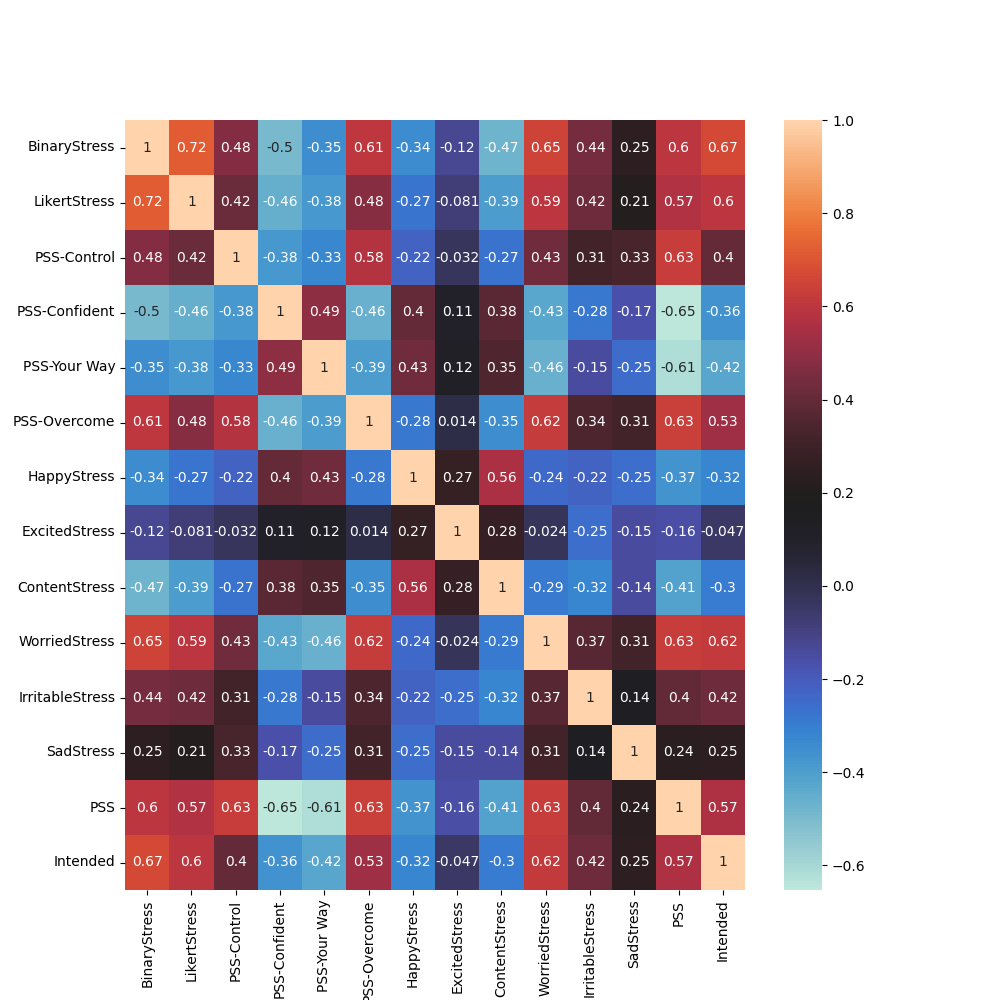 BinaryStress 1 0.72 0.48 -0.5 -0.35 0.61 -0.34 -0.12 -0.47 0.65 0.44 0.25 0.6 0.67
LikertStress 0.72 1 0.42 -0.46 -0.38 0.48 -0.27 -0.081 -0.39 0.59 0.42 0.21 0.57 0.6
PSS-Control 0.48 0.42 1 -0.38 -0.33 0.58 -0.22 -0.032 -0.27 0.43 0.31 0.33 0.63 0.4
PSS-Confident -0.5 -0.46 -0.38 1 0.49 -0.46 0.4 0.11 0.38 -0.43 -0.28 -0.17 -0.65 -0.36
PSS-Your Way -0.35 -0.38 -0.33 0.49 1 -0.39 0.43 0.12 0.35 -0.46 -0.15 -0.25 -0.61 -0.42
PSS-Overcome 0.61 0.48 0.58 -0.46 -0.39 1 -0.28 0.014 -0.35 0.62 0.34 0.31 0.63 0.53
HappyStress -0.34 -0.27 -0.22 0.4 0.43 -0.28 1 0.27 0.56 -0.24 -0.22 -0.25 -0.37 -0.32
ExcitedStress -0.12 -0.081 -0.032 0.11 0.12 0.014 0.27 1 0.28 -0.024 -0.25 -0.15 -0.16 -0.047
ContentStress -0.47 -0.39 -0.27 0.38 0.35 -0.35 0.56 0.28 1 -0.29 -0.32 -0.14 -0.41 -0.3
WorriedStress 0.65 0.59 0.43 -0.43 -0.46 0.62 -0.24 -0.024 -0.29 1 0.37 0.31 0.63 0.62
IrritableStress 0.44 0.42 0.31 -0.28 -0.15 0.34 -0.22 -0.25 -0.32 0.37 1 0.14 0.4 0.42
SadStress 0.25 0.21 0.33 -0.17 -0.25 0.31 -0.25 -0.15 -0.14 0.31 0.14 1 0.24 0.25
PSS 0.6 0.57 0.63 -0.65 -0.61 0.63 -0.37 -0.16 -0.41 0.63 0.4 0.24 1 0.57
Intended 0.67 0.6 0.4 -0.36 -0.42 0.53 -0.32 -0.047 -0.3 0.62 0.42 0.25 0.57 1
BinaryStress
LikertStress
PSS-Control
PSS-Confident
PSS-Your Way
PSS-Overcome
HappyStress
ExcitedStress
ContentStress
WorriedStress
IrritableStress
SadStress
PSS
Intended
1.0
0.8
0.6
0.4
0.2
0.0
−0.2
−0.4
−0.6